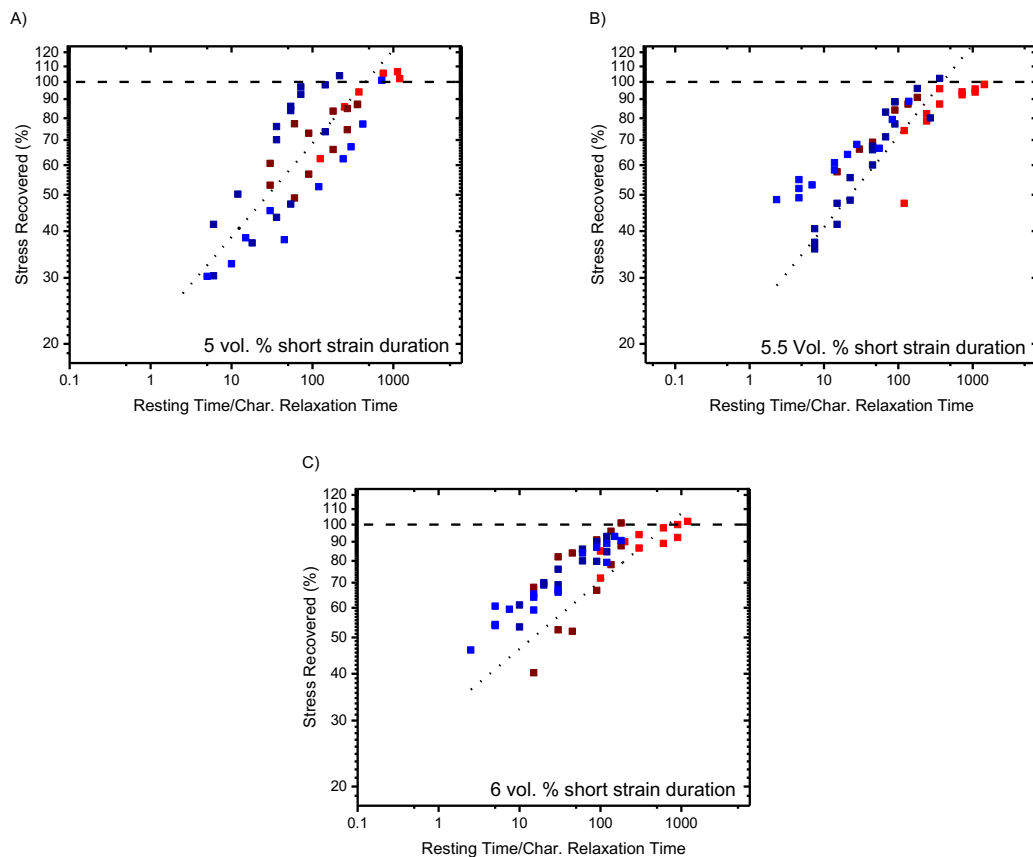 A)
120
100
90
80
70
60
50
40
30
20
Stress Recovered (%)
5 vol. % short strain duration
0.1 1 10 100 1000
Resting Time/Char. Relaxation Time
B)
120
100
90
80
70
60
50
40
30
20
Stress Recovered (%)
5.5 Vol. % short strain duration
0.1 1 10 100 1000
Resting Time/Char. Relaxation Time
C)
120
100
90
80
70
60
50
40
30
20
Stress Recovered (%)
6 vol. % short strain duration
0.1 1 10 100 1000
Resting Time/Char. Relaxation Time